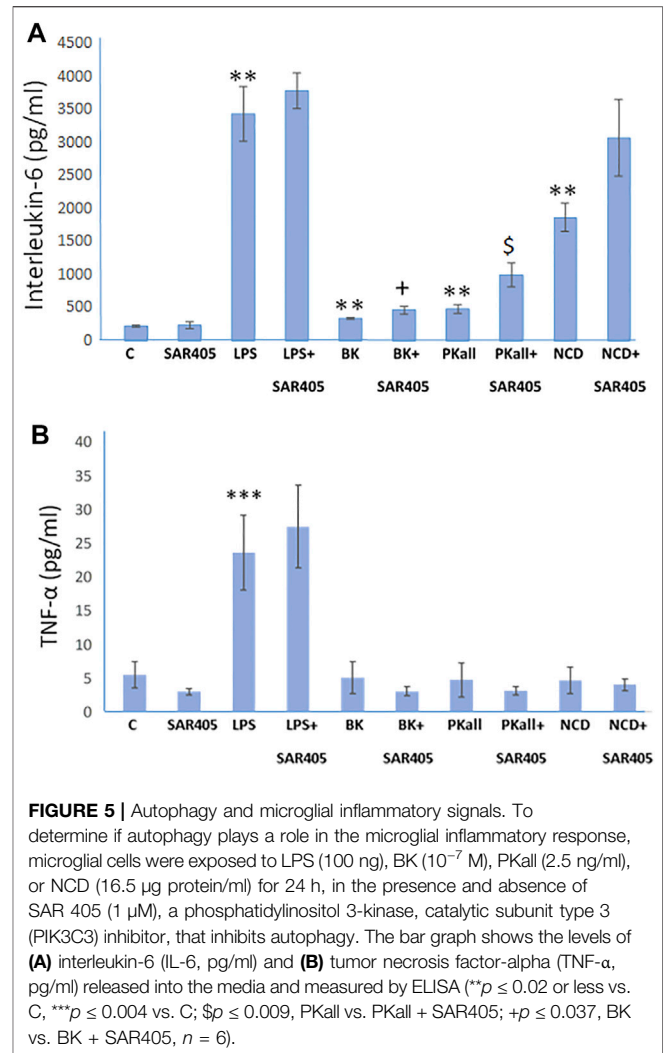 A
4500
4000
3500
3000
2500
2000
1500
1000
500
0
Interleukin-6 (pg/ml)
**
**
+
**
$
**
C SAR405 LPS LPS+ BK BK+ PKall PKall+ NCD NCD+
SAR405 SAR405 SAR405 SAR405
B
40
35
30
25
20
15
10
5
0
TNF-α (pg/ml)
***
C SAR405 LPS LPS+ BK BK+ PKall PKall+ NCD NCD+
SAR405 SAR405 SAR405 SAR405
FIGURE 5 | Autophagy and microglial inflammatory signals. To
determine if autophagy plays a role in the microglial inflammatory response,
microglial cells were exposed to LPS (100 ng), BK (10⁻⁷ M), PKall (2.5 ng/ml),
or NCD (16.5 µg protein/ml) for 24 h, in the presence and absence of
SAR 405 (1 µM), a phosphatidylinositol 3-kinase, catalytic subunit type 3
(PIK3C3) inhibitor, that inhibits autophagy. The bar graph shows the levels of
(A) interleukin-6 (IL-6, pg/ml) and (B) tumor necrosis factor-alpha (TNF-α,
pg/ml) released into the media and measured by ELISA (**p ≤ 0.02 or less vs.
C, ***p ≤ 0.004 vs. C; $p ≤ 0.009, PKall vs. PKall + SAR405; +p ≤ 0.037, BK
vs. BK + SAR405, n = 6).